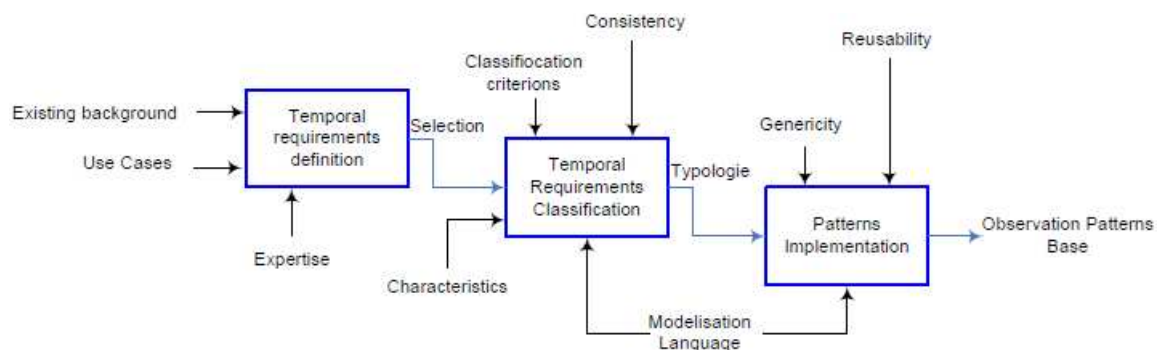 Consistency
Reusability
Classifiocation
criterions
Existing background
Temporal
requirements
definition
Selection
Genericity
Use Cases
Temporal
Requirements
Classification
Typologie
Patterns
Implementation
Observation Patterns
Base
Expertise
Characteristics
Modelisation
Language